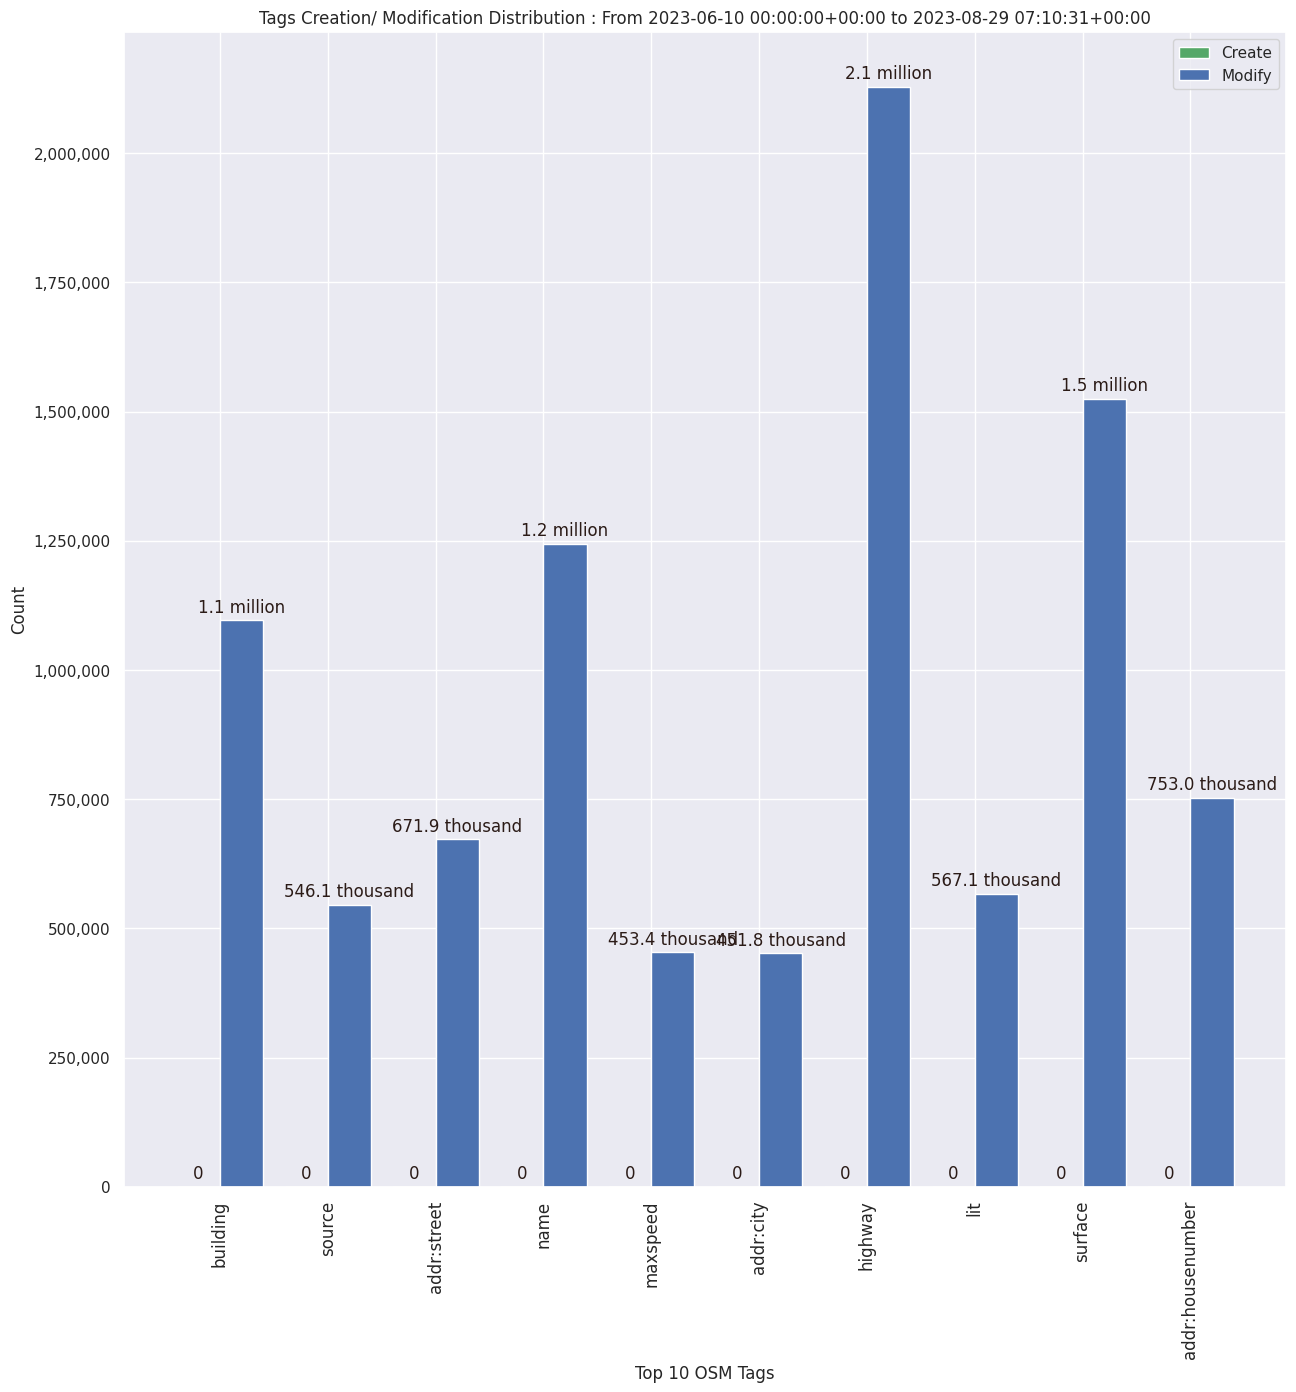 Tags Creation/ Modification Distribution : From 2023-06-10 00:00:00+00:00 to 2023-08-29 07:10:31+00:00
Create
Modify
2.1 million
2,000,000
1,750,000
1.5 million
1,500,000
1.2 million
1,250,000
1.1 million
1,000,000
753.0 thousand
750,000
671.9 thousand
567.1 thousand
546.1 thousand
500,000
453.4 thousand
451.8 thousand
250,000
0 0 0 0 0 0 0 0 0 0
0
Count
building
source
addr:street
name
maxspeed
addr:city
highway
lit
surface
addr:housenumber
Top 10 OSM Tags